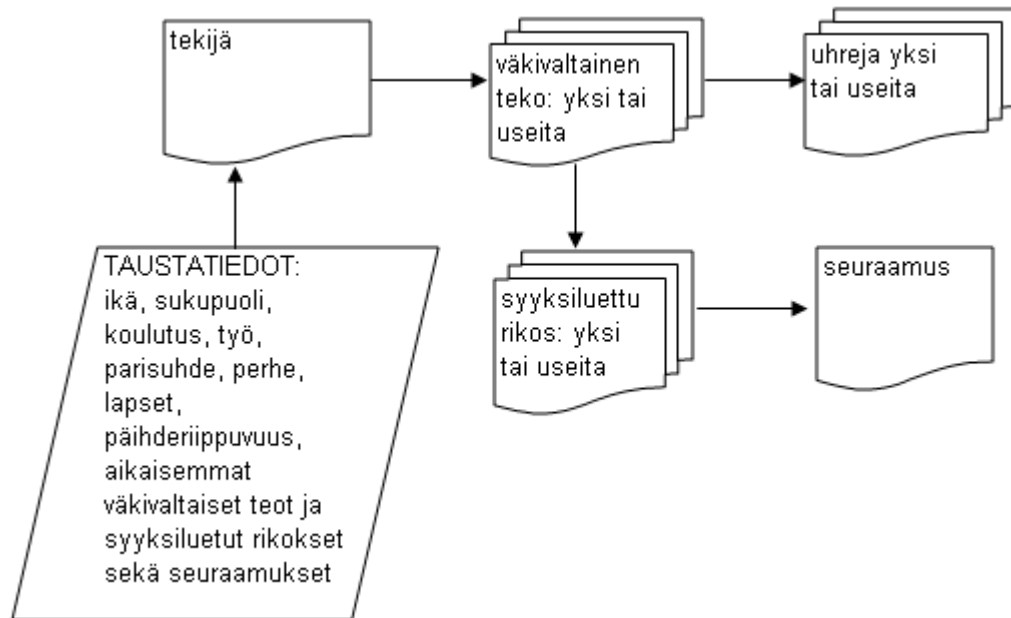 tekijä
väkivaltainen
teko: yksi tai
useita
uhreja yksi
tai useita
TAUSTATIEDOT:
ikä, sukupuoli,
koulutus, työ,
parisuhde, perhe,
lapset,
päihderiippuvuus,
aikaisemmat
väkivaltaiset teot ja
syyksiluetut rikokset
sekä seuraamukset
syyksiluettu
rikos: yksi
tai useita
seuraamus